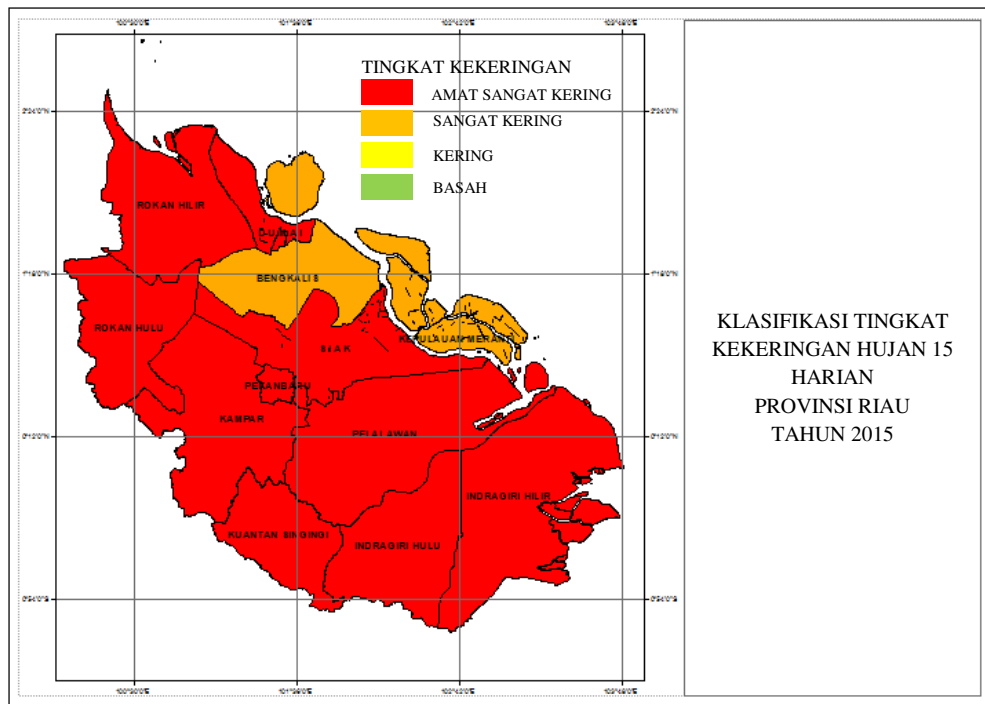 TINGKAT KEKERINGAN
AMAT SANGAT KERING
SANGAT KERING
KERING
BASAH
ROKAN HILIR
DUMAI
BENGKALIS
ROKAN HULU
SIAK
KEPULAUAN MERANTI
PEKANBARU
KAMPAR
PELALAWAN
INDRAGIRI HILIR
KUANTAN SINGINGI
INDRAGIRI HULU
KLASIFIKASI TINGKAT
KEKERINGAN HUJAN 15
HARIAN
PROVINSI RIAU
TAHUN 2015